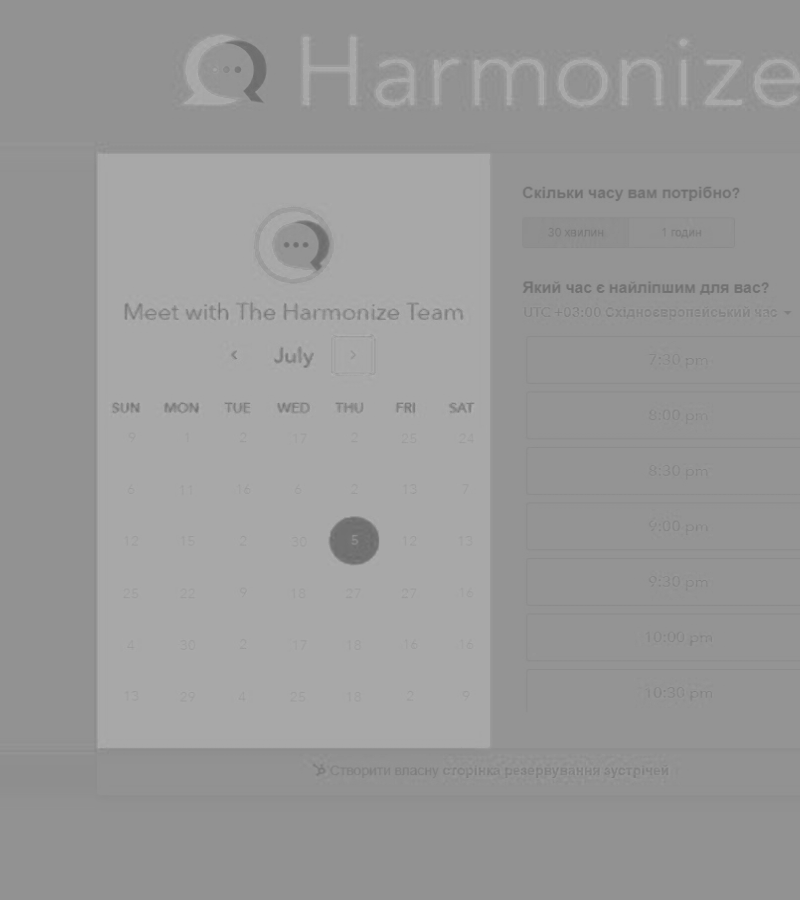 Harmonize
Meet with The Harmonize Team
July
SUN MON TUE WED THU FRI SAT
9 1 2 17 2 25 24
6 11 16 6 2 13 7
12 15 2 30 5 12 13
26 22 9 18 27 27 16
4 30 2 17 18 16 16
13 29 4 25 13 2 9
Скільки часу вам потрібно?
30 хвилин 1 годин
Який час є найліпшим для вас?
UTC +03:00 Східноєвропейський час
7:30 pm
8:00 pm
8:30 pm
9:00 pm
9:30 pm
10:00 pm
10:30 pm
Створити власну сторінка резервування зустрічей